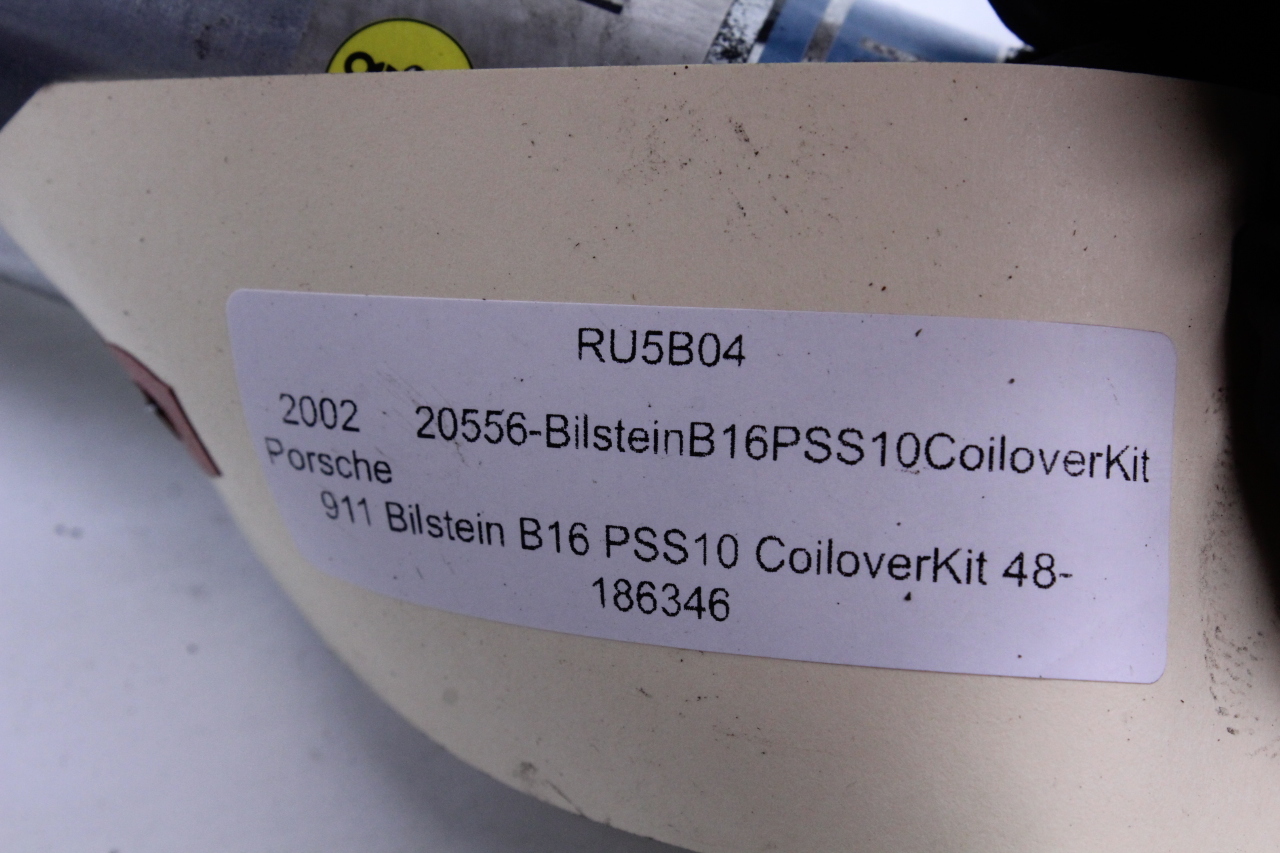 RU5B04
2002 20556-BilsteinB16PSS10CoiloverKit
Porsche
911 Bilstein B16 PSS10 CoiloverKit 48-
186346